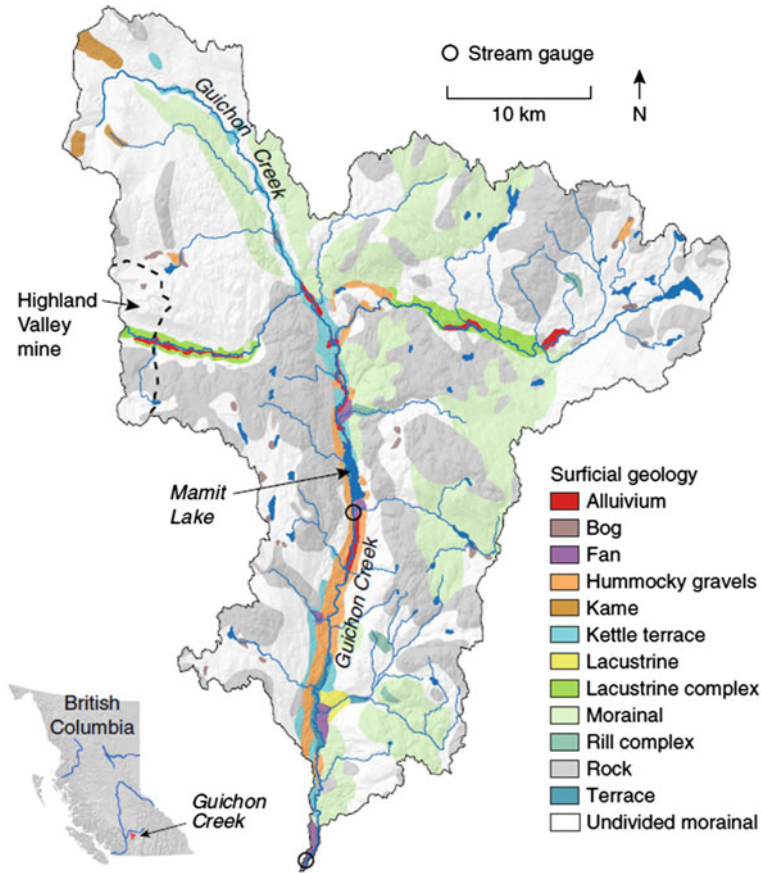 Stream gauge
10 km
N
Guichon
Creek
Highland
Valley
mine
Mamit
Lake
Guichon Creek
Surficial geology
Alluivium
Bog
Fan
Hummocky gravels
Kame
Kettle terrace
Lacustrine
Lacustrine complex
Morainal
Rill complex
Rock
Terrace
Undivided morainal
British
Columbia
Guichon
Creek